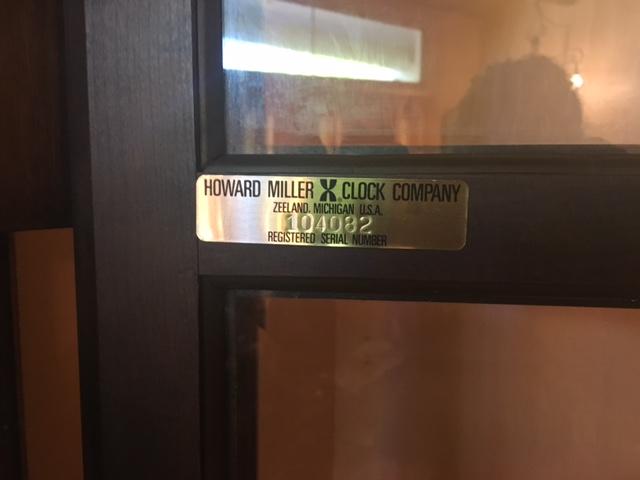 HOWARD MILLER CLOCK COMPANY
ZEELAND, MICHIGAN U.S.A.
104082
REGISTERED SERIAL NUMBER